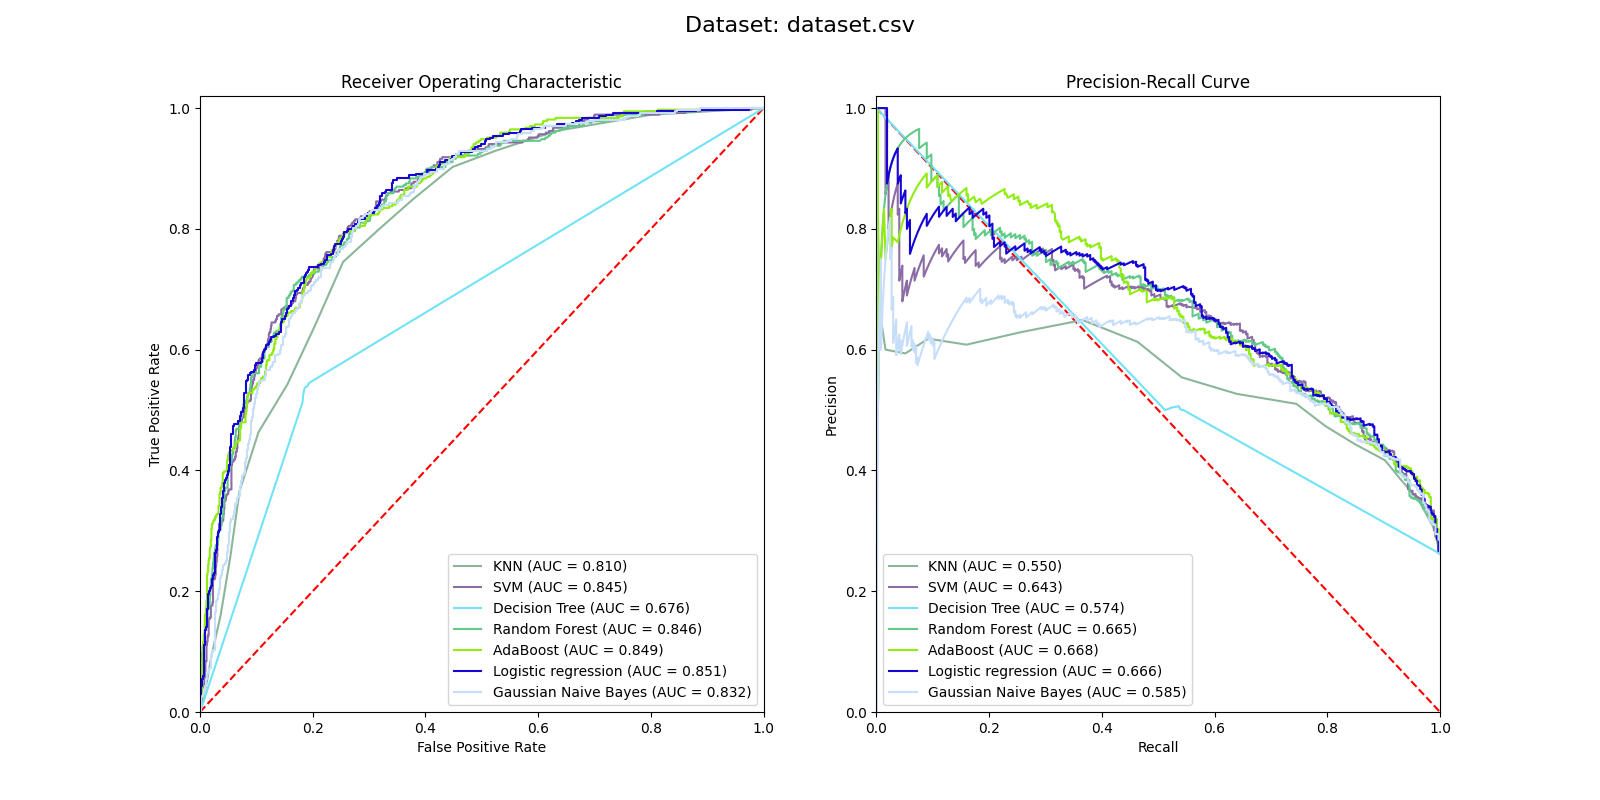 Dataset: dataset.csv
Receiver Operating Characteristic
1.0
0.8
0.6
0.4
0.2
0.0
True Positive Rate
KNN (AUC = 0.810)
SVM (AUC = 0.845)
Decision Tree (AUC = 0.676)
Random Forest (AUC = 0.846)
AdaBoost (AUC = 0.849)
Logistic regression (AUC = 0.851)
Gaussian Naive Bayes (AUC = 0.832)
0.0 0.2 0.4 0.6 0.8 1.0
False Positive Rate
Precision-Recall Curve
1.0
0.8
0.6
0.4
0.2
0.0
Precision
KNN (AUC = 0.550)
SVM (AUC = 0.643)
Decision Tree (AUC = 0.574)
Random Forest (AUC = 0.665)
AdaBoost (AUC = 0.668)
Logistic regression (AUC = 0.666)
Gaussian Naive Bayes (AUC = 0.585)
0.0 0.2 0.4 0.6 0.8 1.0
Recall